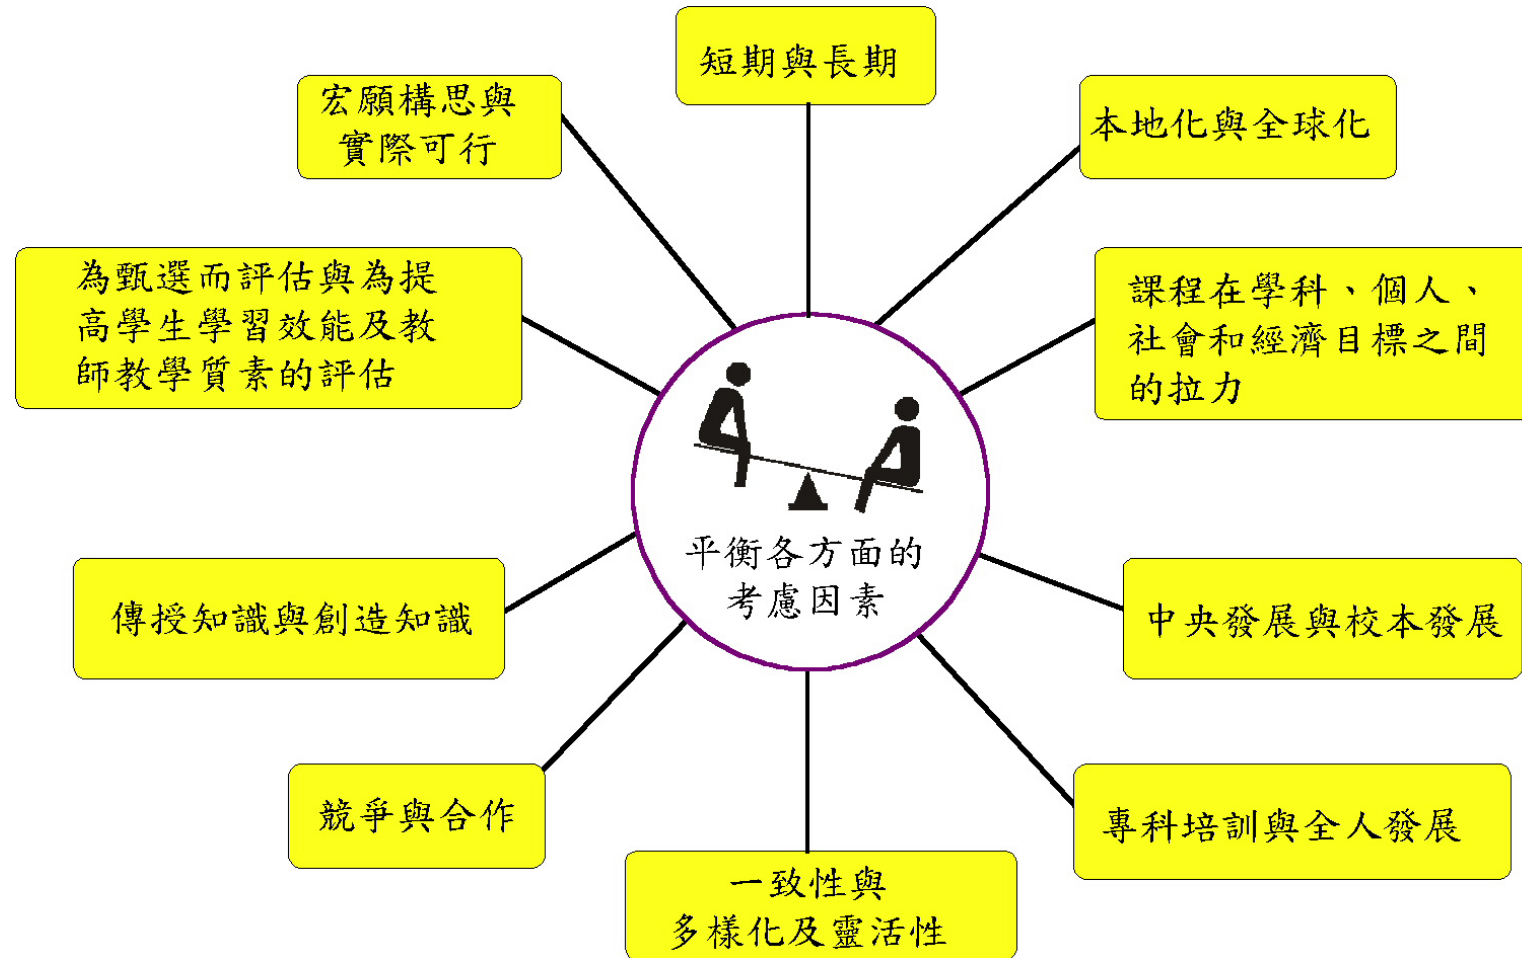 短期與長期
宏願構思與
實際可行
本地化與全球化
為甄選而評估與為提
高學生學習效能及教
師教學質素的評估
課程在學科、個人、
社會和經濟目標之間
的拉力
平衡各方面的
考慮因素
傳授知識與創造知識
中央發展與校本發展
競爭與合作
專科培訓與全人發展
一致性與
多樣化及靈活性